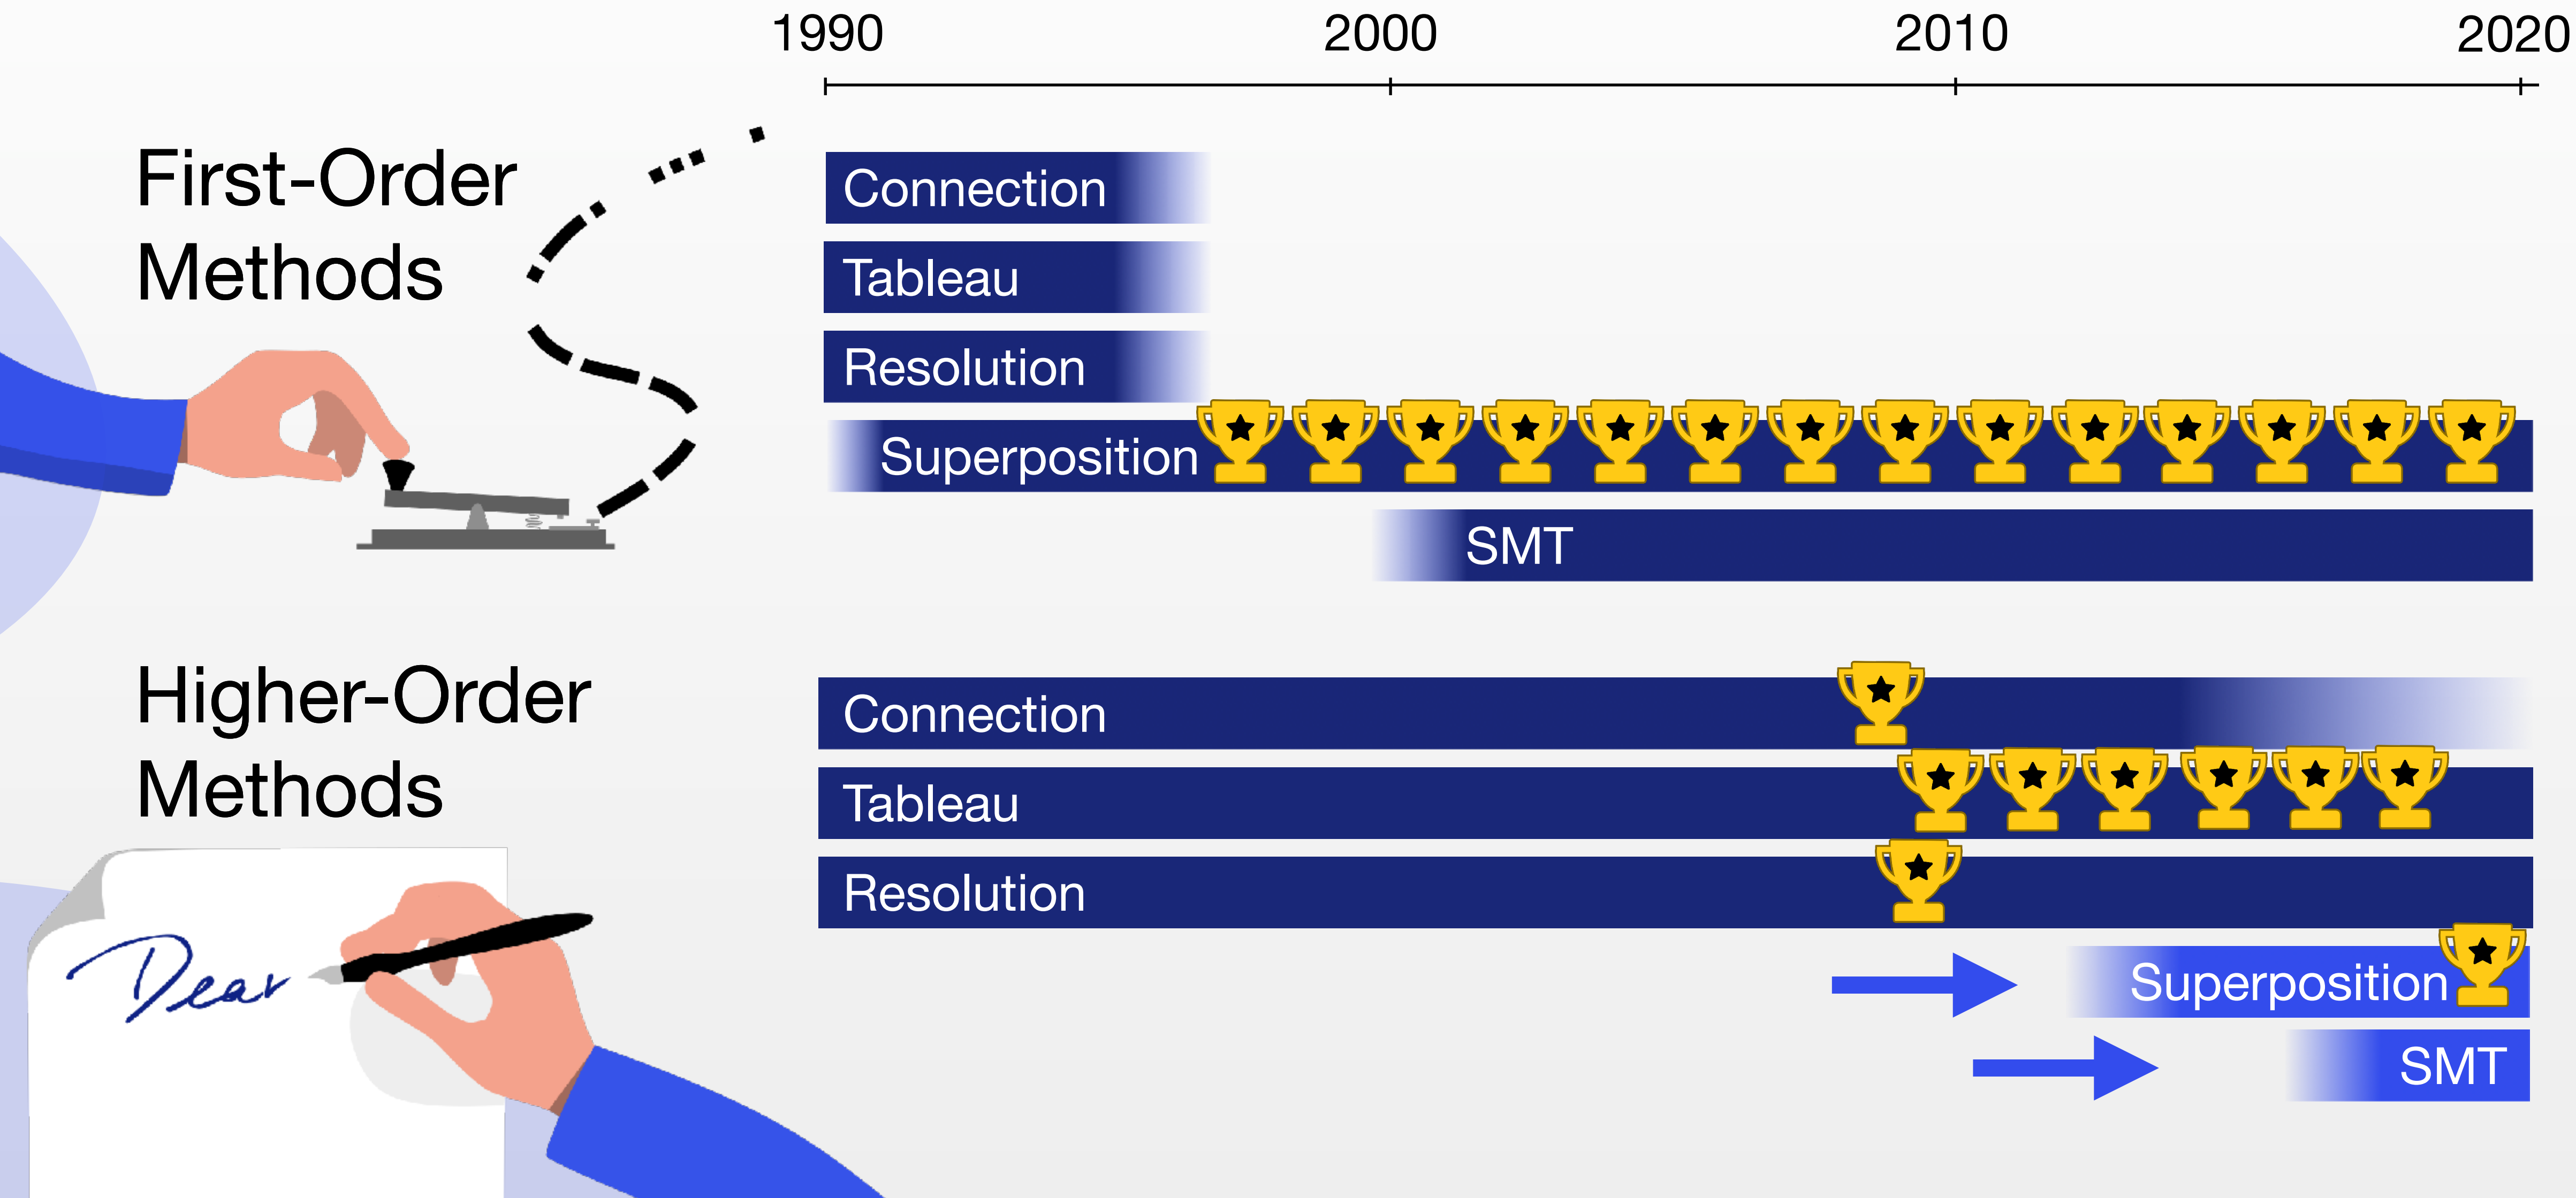 1990 2000 2010 2020
First-Order
Methods
Connection
Tableau
Resolution
Superposition
SMT
Higher-Order
Methods
Connection
Tableau
Resolution
Superposition
SMT
Dear